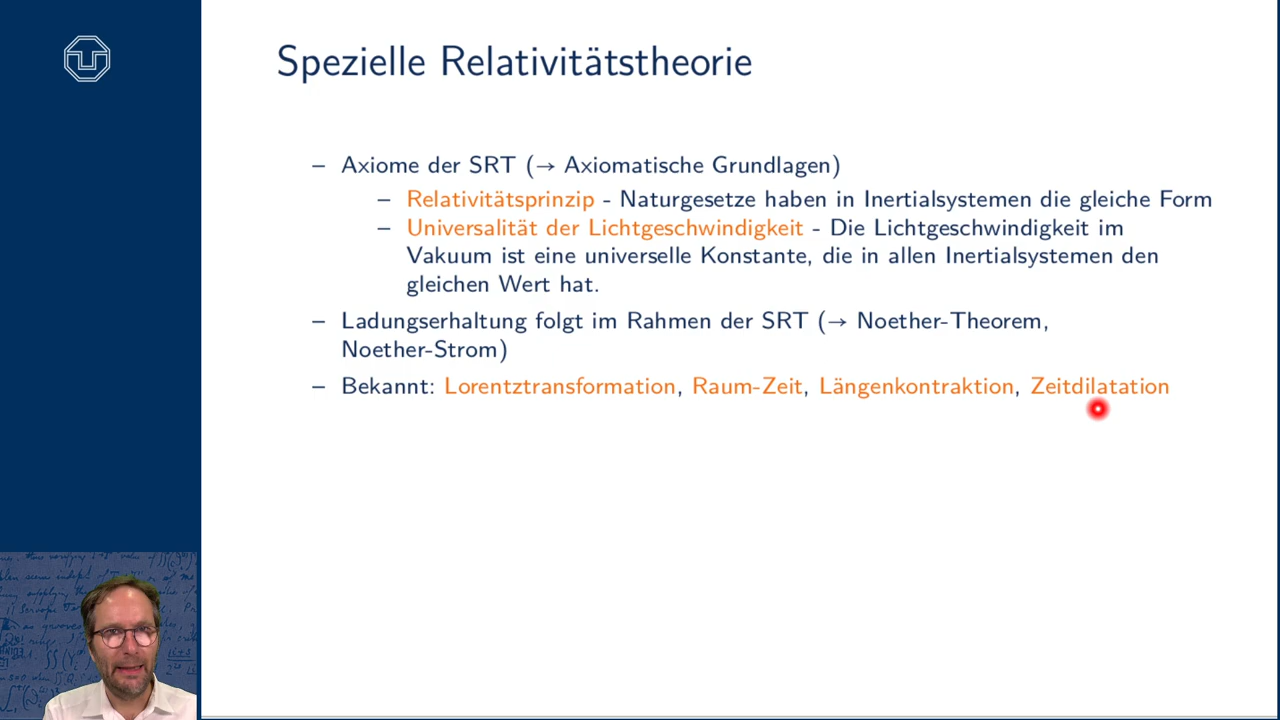 Spezielle Relativitätstheorie
– Axiome der SRT (→ Axiomatische Grundlagen)
– Relativitätsprinzip - Naturgesetze haben in Inertialsystemen die gleiche Form
– Universalität der Lichtgeschwindigkeit - Die Lichtgeschwindigkeit im
Vakuum ist eine universelle Konstante, die in allen Inertialsystemen den
gleichen Wert hat.
– Ladungserhaltung folgt im Rahmen der SRT (→ Noether-Theorem,
Noether-Strom)
– Bekannt: Lorentztransformation, Raum-Zeit, Längenkontraktion, Zeitdilatation